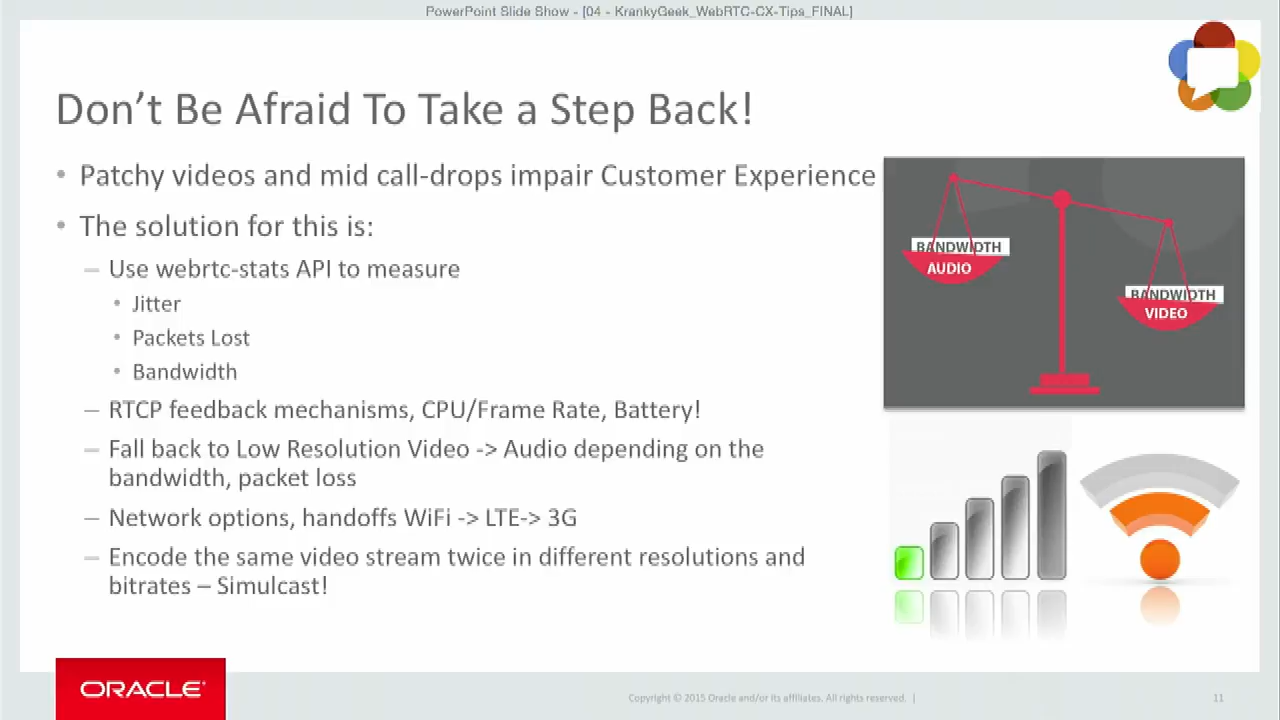 PowerPoint Slide Show - [04 - KrankyGeek_WebRTC-CX-Tips_FINAL]
Don't Be Afraid To Take a Step Back!
• Patchy videos and mid call-drops impair Customer Experience
• The solution for this is:
– Use webrtc-stats API to measure
• Jitter
• Packets Lost
• Bandwidth
– RTCP feedback mechanisms, CPU/Frame Rate, Battery!
– Fall back to Low Resolution Video -> Audio depending on the
bandwidth, packet loss
– Network options, handoffs WiFi -> LTE-> 3G
– Encode the same video stream twice in different resolutions and
bitrates – Simulcast!
BANDWIDTH
AUDIO
BANDWIDTH
VIDEO
ORACLE
Copyright © 2015 Oracle and/or its affiliates. All rights reserved. |
11